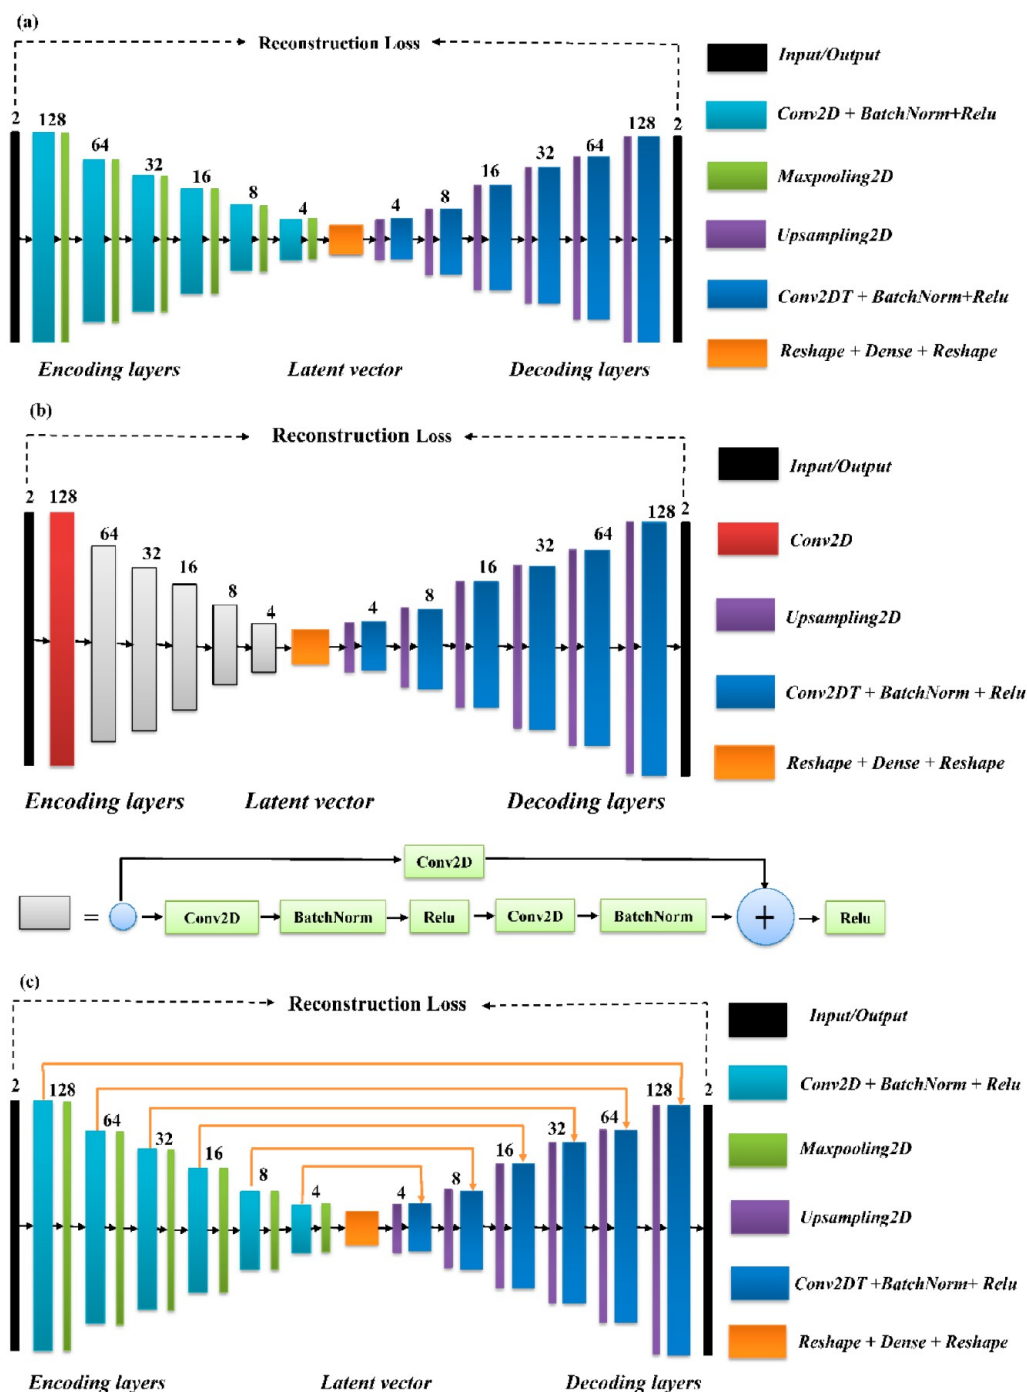 (a)
Reconstruction Loss
Input/Output
2 128 64 32 16 8 4 4 8 16 32 64 128 2
Conv2D + BatchNorm+Relu
Maxpooling2D
Upsampling2D
Conv2DT + BatchNorm+Relu
Reshape + Dense + Reshape
Encoding layers Latent vector Decoding layers
(b)
Reconstruction Loss
Input/Output
2 128 64 32 16 8 4 4 8 16 32 64 128 2
Conv2D
Upsampling2D
Conv2DT + BatchNorm + Relu
Reshape + Dense + Reshape
Encoding layers Latent vector Decoding layers
Conv2D
= Conv2D BatchNorm Relu Conv2D BatchNorm + Relu
(c)
Reconstruction Loss
Input/Output
2 128 64 32 16 8 4 4 8 16 32 64 128 2
Conv2D + BatchNorm + Relu
Maxpooling2D
Upsampling2D
Conv2DT +BatchNorm+ Relu
Reshape + Dense + Reshape
Encoding layers Latent vector Decoding layers